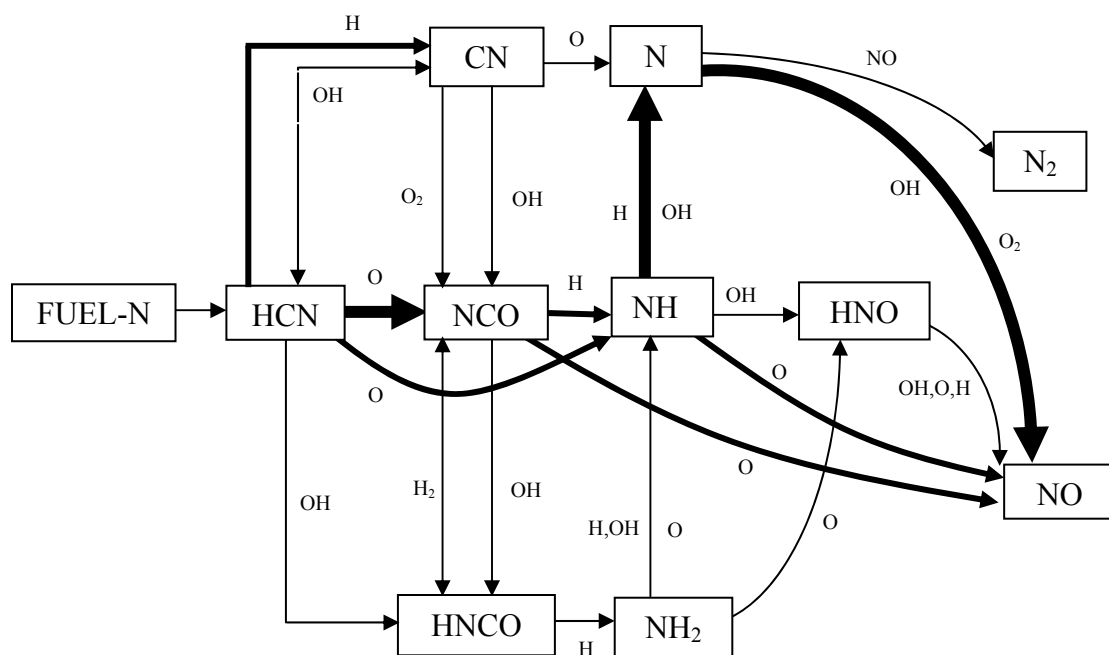 H
CN
O
N
NO
OH
N₂
O₂
OH
H
OH
OH
O₂
FUEL-N
HCN
O
NCO
H
NH
OH
HNO
O
O
OH,O,H
O
NO
OH
H₂
OH
H,OH
O
O
HNCO
H
NH₂